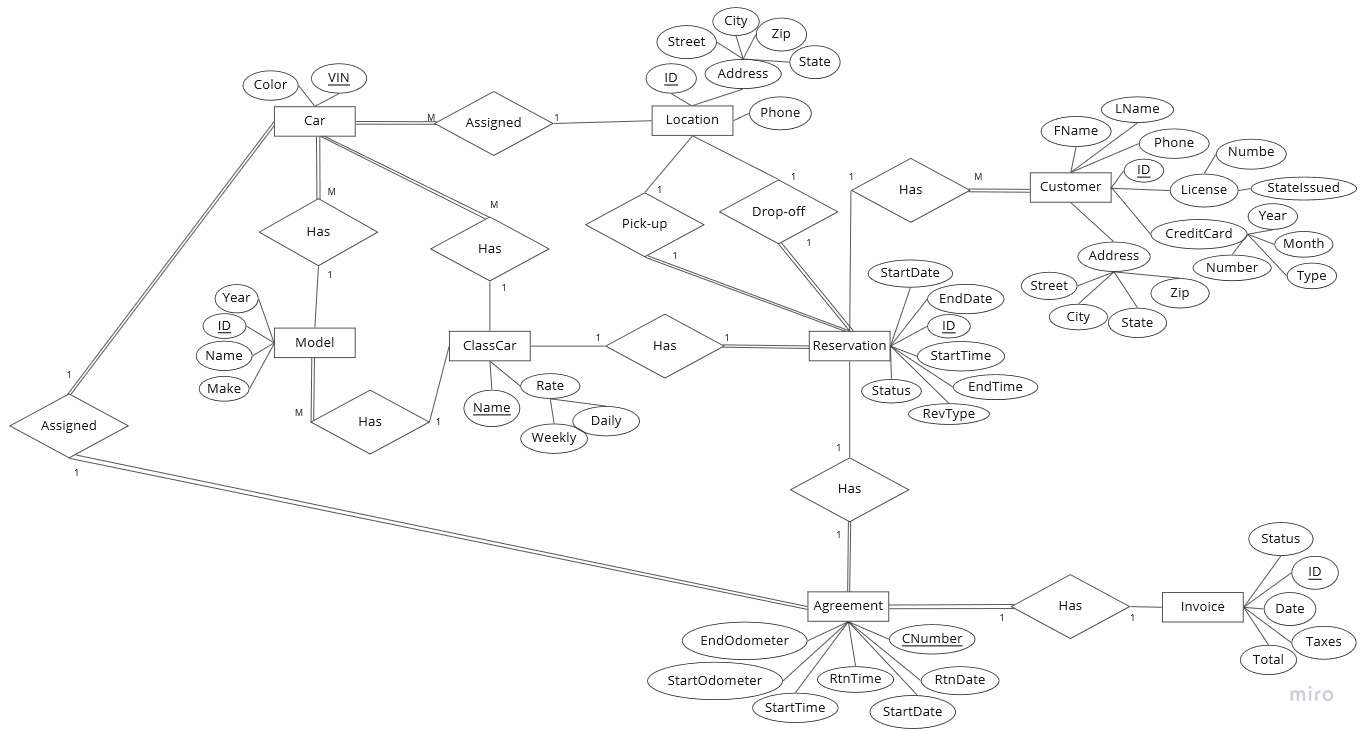 City
Street
Zip
State
Address
ID
Phone
Color
VIN
Car
M
Assigned
1
Location
LName
FName
Phone
Numbe
ID
Customer
License
StateIssued
1
Has
M
M
M
1
1
Has
Has
Pick-up
Drop-off
1
1
1
1
CreditCard
Year
Month
Number
Type
Address
Street
Zip
City
State
StartDate
EndDate
ID
StartTime
EndTime
Status
RevType
Year
ID
Name
Make
Model
ClassCar
1
Has
1
Reservation
Rate
Name
Daily
Weekly
1
Assigned
1
M
Has
1
1
Has
1
Agreement
1
Has
1
Invoice
Status
ID
Date
Taxes
Total
EndOdometer
CNumber
StartOdometer
RtnTime
RtnDate
StartTime
StartDate
miro